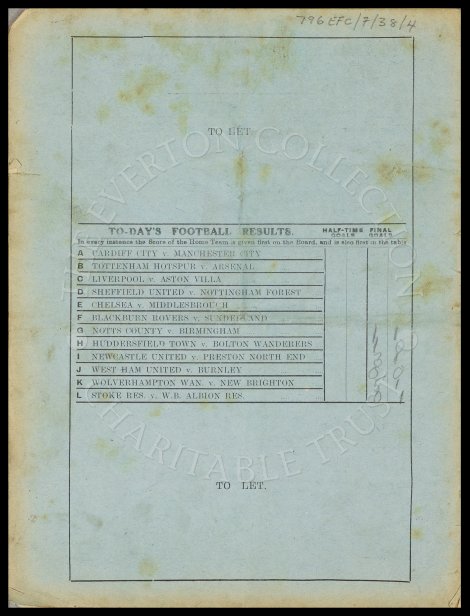 796 EFC/7/38/4
TO LET
TO-DAY'S FOOTBALL RESULTS. HALF-TIME GOALS FINAL GOALS
In every instance the Score of the Home Team is given first on the Board, and is also first in the table
A CARDIFF CITY v. MANCHESTER CITY
B TOTTENHAM HOTSPUR v. ARSENAL
C LIVERPOOL v. ASTON VILLA
D SHEFFIELD UNITED v. NOTTINGHAM FOREST
E CHELSEA v. MIDDLESBROUGH
F BLACKBURN ROVERS v. SUNDERLAND
G NOTTS COUNTY v. BIRMINGHAM
H HUDDERSFIELD TOWN v. BOLTON WANDERERS
I NEWCASTLE UNITED v. PRESTON NORTH END
J WEST HAM UNITED v. BURNLEY
K WOLVERHAMPTON WAN. v. NEW BRIGHTON
L STOKE RES. v. W.B. ALBION RES.
TO LET.
EVERTON COLLECTION
CHARITABLE TRUST